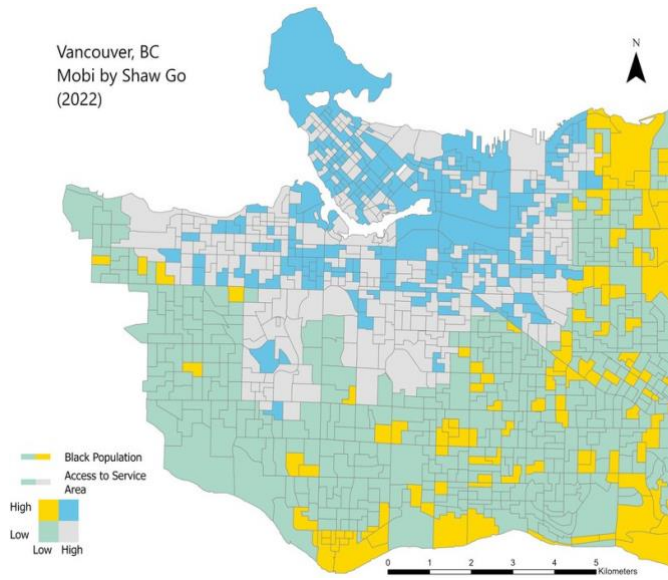 Vancouver, BC
Mobi by Shaw Go
(2022)
N
Black Population
Access to Service
Area
High
Low
Low High
0 1 2 3 4 5
Kilometers